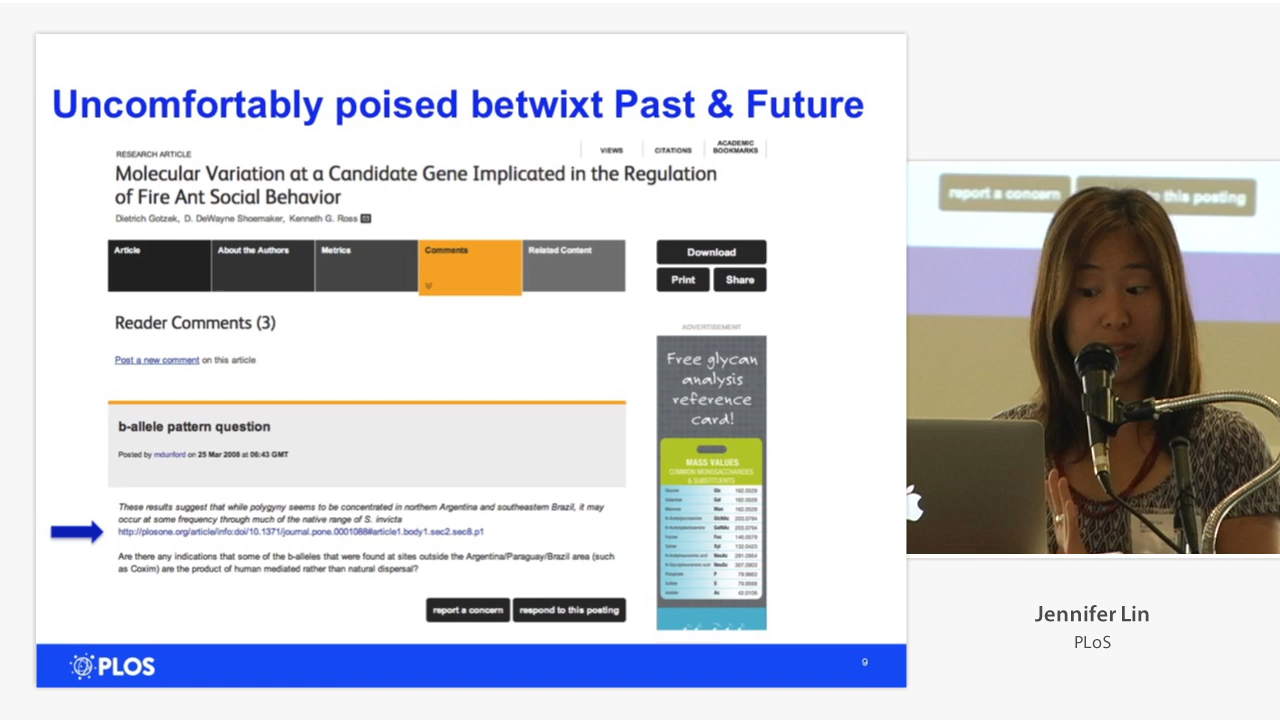 Uncomfortably poised betwixt Past & Future
VIEWS
CITATIONS
ACADEMIC
BOOKMARKS
RESEARCH ARTICLE
Molecular Variation at a Candidate Gene Implicated in the Regulation
of Fire Ant Social Behavior
Dietrich Gotzek, D. DeWayne Shoemaker, Kenneth G. Ross
Article
About the Authors
Metrics
Comments
Related Content
Download
Print
Share
Reader Comments (3)
Post a new comment on this article
b-allele pattern question
Posted by mdunford on 25 Mar 2008 at 06:43 GMT
These results suggest that while polygyny seems to be concentrated in northern Argentina and southeastern Brazil, it may
occur at some frequency through much of the native range of S. invicta
http://plosone.org/article/info:doi/10.1371/journal.pone.0001088#article1.body1.sec2.sec8.p1
Are there any indications that some of the b-alleles that were found at sites outside the Argentina/Paraguay/Brazil area (such
as Coxim) are the product of human mediated rather than natural dispersal?
report a concern
respond to this posting
ADVERTISEMENT
Free glycan
analysis
reference
card!
MASS VALUES
COMMON MONOSACCHARIDES
& SUBSTITUENTS
PLOS
9
report a concern
to this posting
Jennifer Lin
PLoS